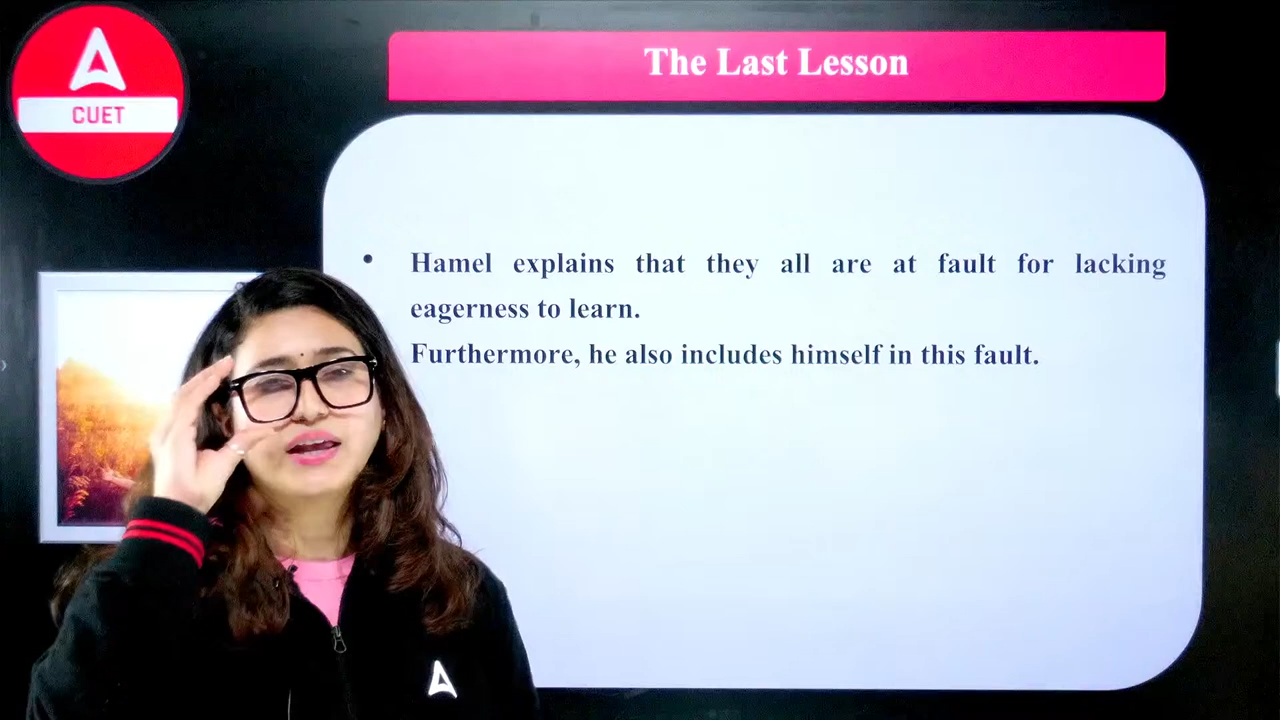 CUET
The Last Lesson
• Hamel explains that they all are at fault for lacking
eagerness to learn.
Furthermore, he also includes himself in this fault.